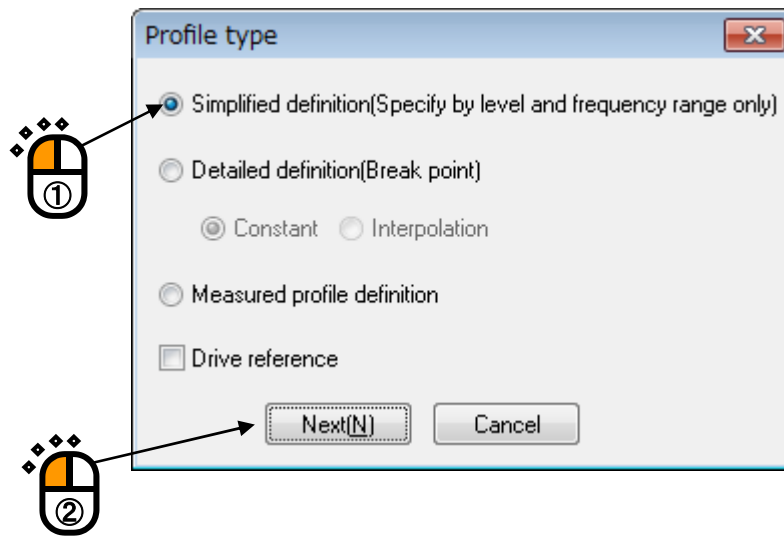 Profile type
Simplified definition(Specify by level and frequency range only)
①
Detailed definition(Break point)
Constant Interpolation
Measured profile definition
Drive reference
Next(N) Cancel
②